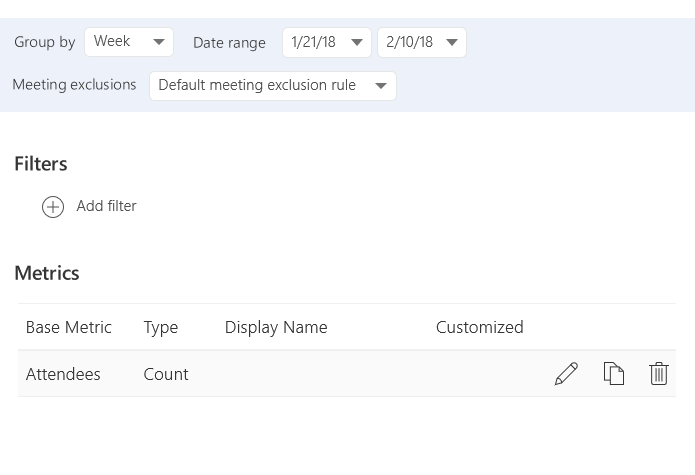 Group by Week Date range 1/21/18 2/10/18
Meeting exclusions Default meeting exclusion rule
Filters
Add filter
Metrics
Base Metric Type Display Name Customized
Attendees Count